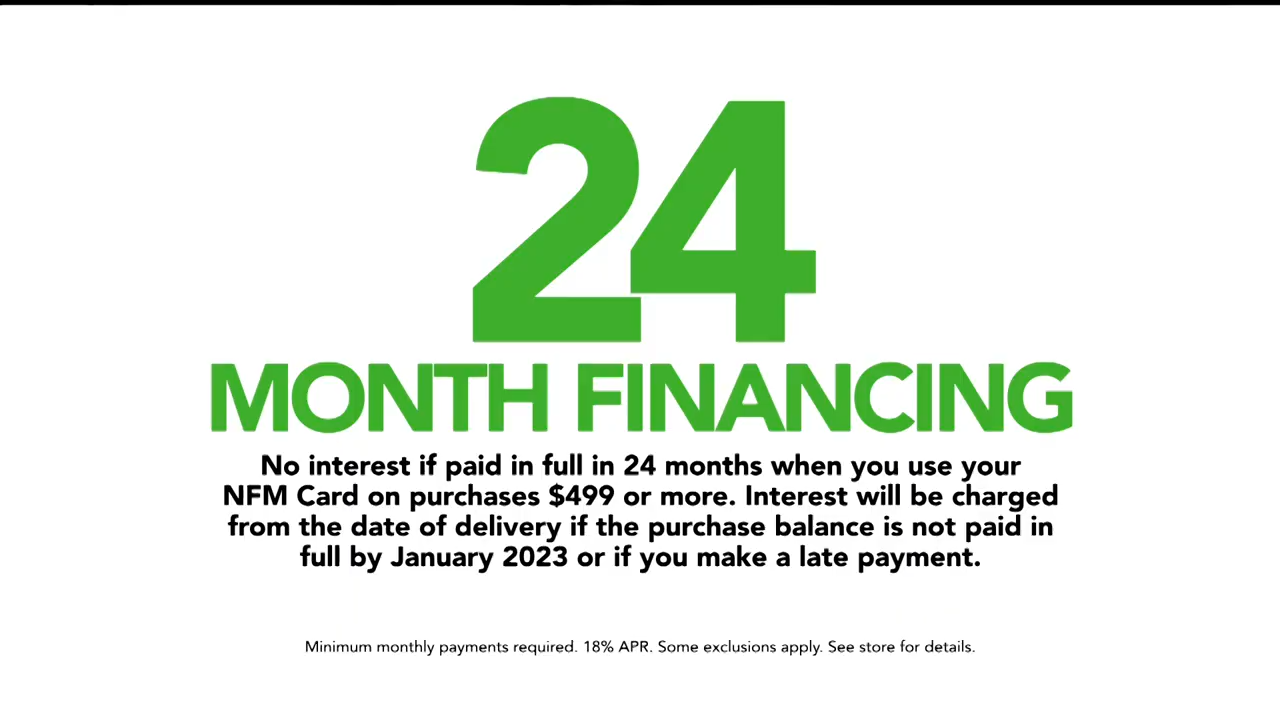 24
MONTH FINANCING
No interest if paid in full in 24 months when you use your
NFM Card on purchases $499 or more. Interest will be charged
from the date of delivery if the purchase balance is not paid in
full by January 2023 or if you make a late payment.
Minimum monthly payments required. 18% APR. Some exclusions apply. See store for details.